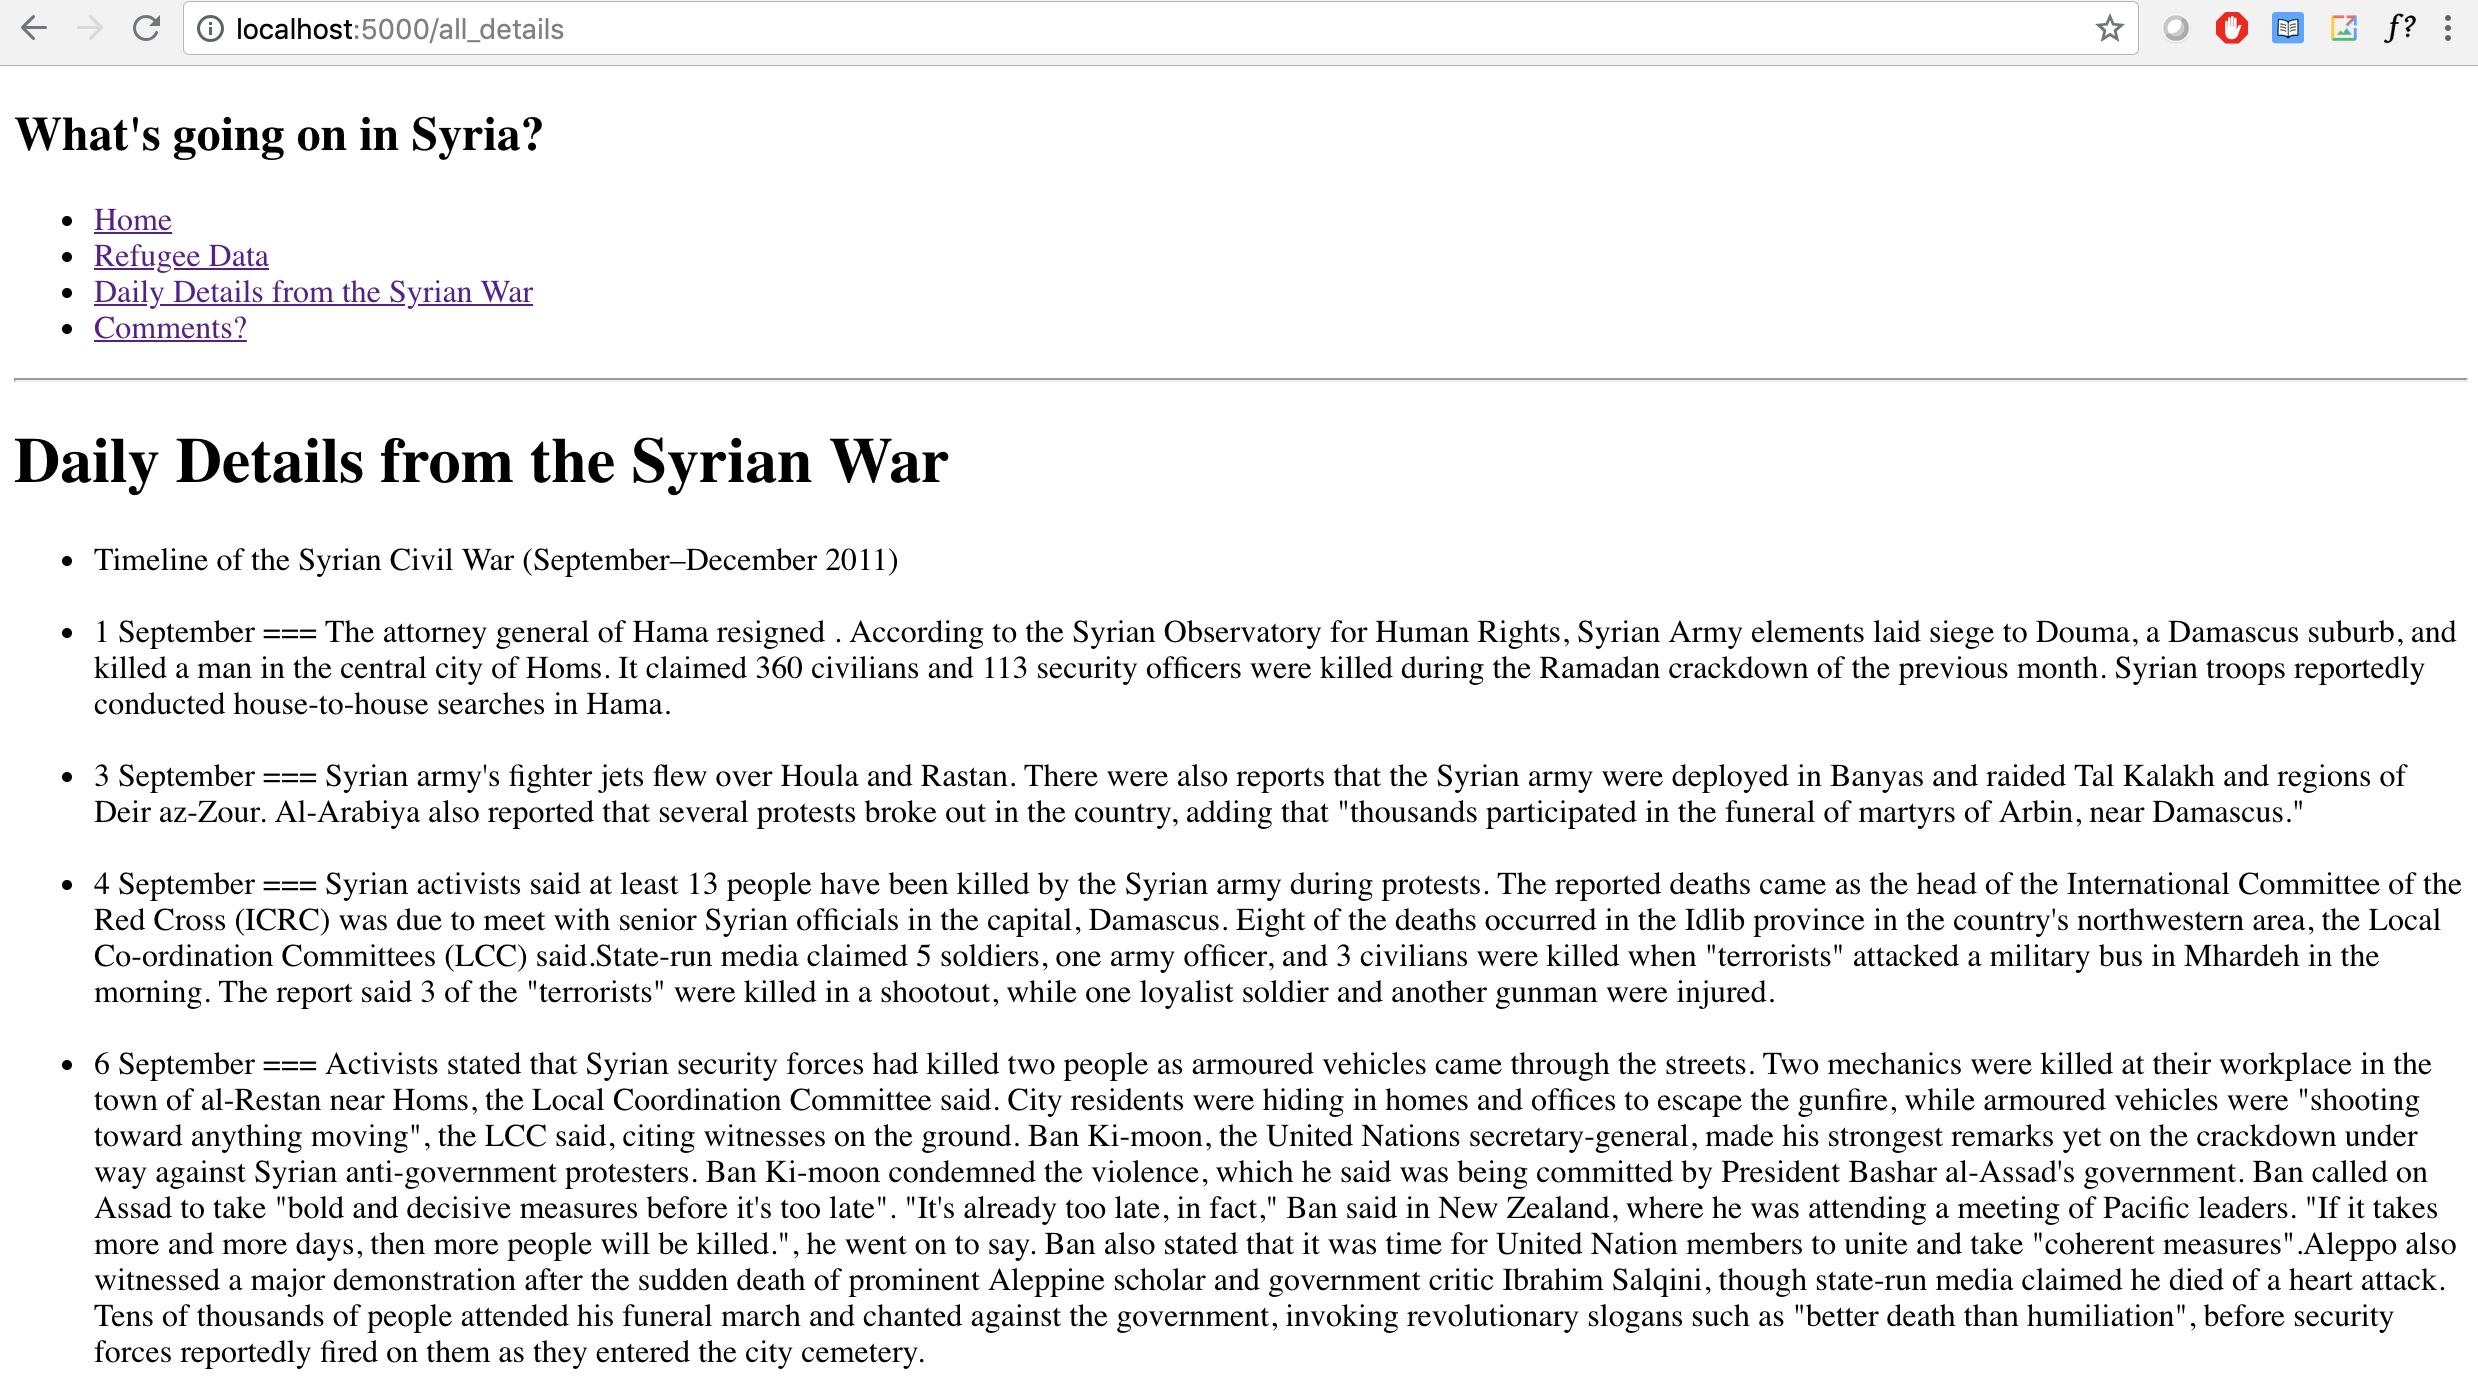 localhost:5000/all_details
f?
What's going on in Syria?
Home
Refugee Data
Daily Details from the Syrian War
Comments?
Daily Details from the Syrian War
Timeline of the Syrian Civil War (September–December 2011)
1 September === The attorney general of Hama resigned . According to the Syrian Observatory for Human Rights, Syrian Army elements laid siege to Douma, a Damascus suburb, and
killed a man in the central city of Homs. It claimed 360 civilians and 113 security officers were killed during the Ramadan crackdown of the previous month. Syrian troops reportedly
conducted house-to-house searches in Hama.
3 September === Syrian army's fighter jets flew over Houla and Rastan. There were also reports that the Syrian army were deployed in Banyas and raided Tal Kalakh and regions of
Deir az-Zour. Al-Arabiya also reported that several protests broke out in the country, adding that "thousands participated in the funeral of martyrs of Arbin, near Damascus."
4 September === Syrian activists said at least 13 people have been killed by the Syrian army during protests. The reported deaths came as the head of the International Committee of the
Red Cross (ICRC) was due to meet with senior Syrian officials in the capital, Damascus. Eight of the deaths occurred in the Idlib province in the country's northwestern area, the Local
Co-ordination Committees (LCC) said.State-run media claimed 5 soldiers, one army officer, and 3 civilians were killed when "terrorists" attacked a military bus in Mhardeh in the
morning. The report said 3 of the "terrorists" were killed in a shootout, while one loyalist soldier and another gunman were injured.
6 September === Activists stated that Syrian security forces had killed two people as armoured vehicles came through the streets. Two mechanics were killed at their workplace in the
town of al-Restan near Homs, the Local Coordination Committee said. City residents were hiding in homes and offices to escape the gunfire, while armoured vehicles were "shooting
toward anything moving", the LCC said, citing witnesses on the ground. Ban Ki-moon, the United Nations secretary-general, made his strongest remarks yet on the crackdown under
way against Syrian anti-government protesters. Ban Ki-moon condemned the violence, which he said was being committed by President Bashar al-Assad's government. Ban called on
Assad to take "bold and decisive measures before it's too late". "It's already too late, in fact," Ban said in New Zealand, where he was attending a meeting of Pacific leaders. "If it takes
more and more days, then more people will be killed.", he went on to say. Ban also stated that it was time for United Nation members to unite and take "coherent measures".Aleppo also
witnessed a major demonstration after the sudden death of prominent Aleppine scholar and government critic Ibrahim Salqini, though state-run media claimed he died of a heart attack.
Tens of thousands of people attended his funeral march and chanted against the government, invoking revolutionary slogans such as "better death than humiliation", before security
forces reportedly fired on them as they entered the city cemetery.